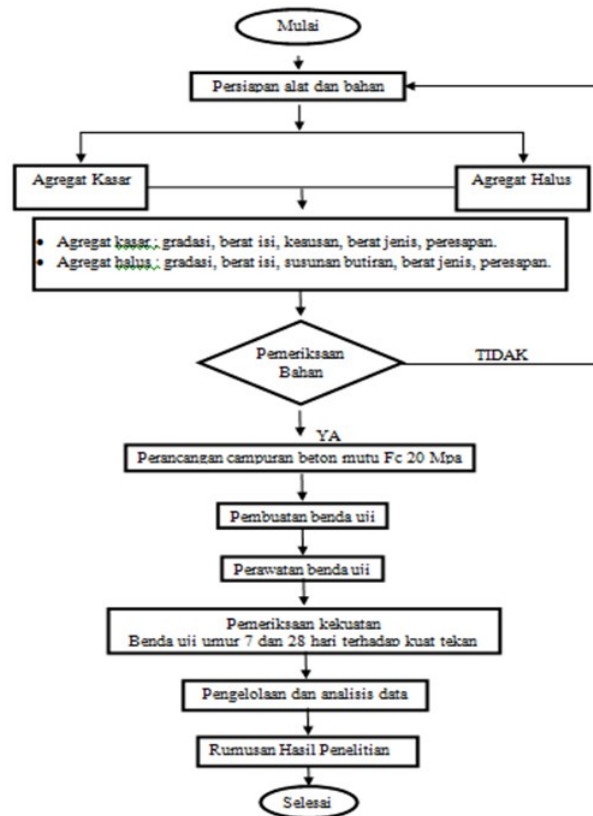 Mulai
Persiapan alat dan bahan
Agregat Kasar
Agregat Halus
• Agregat kasar : gradasi, berat isi, keausan, berat jenis, peresapan.
• Agregat halus : gradasi, berat isi, susunan butiran, berat jenis, peresapan.
Pemeriksaan
Bahan
TIDAK
YA
Perancangan campuran beton mutu Fc 20 Mpa
Pembuatan benda uji
Perawatan benda uji
Pemeriksaan kekuatan
Benda uji umur 7 dan 28 hari terhadap kuat tekan
Pengelolaan dan analisis data
Rumusan Hasil Penelitian
Selesai